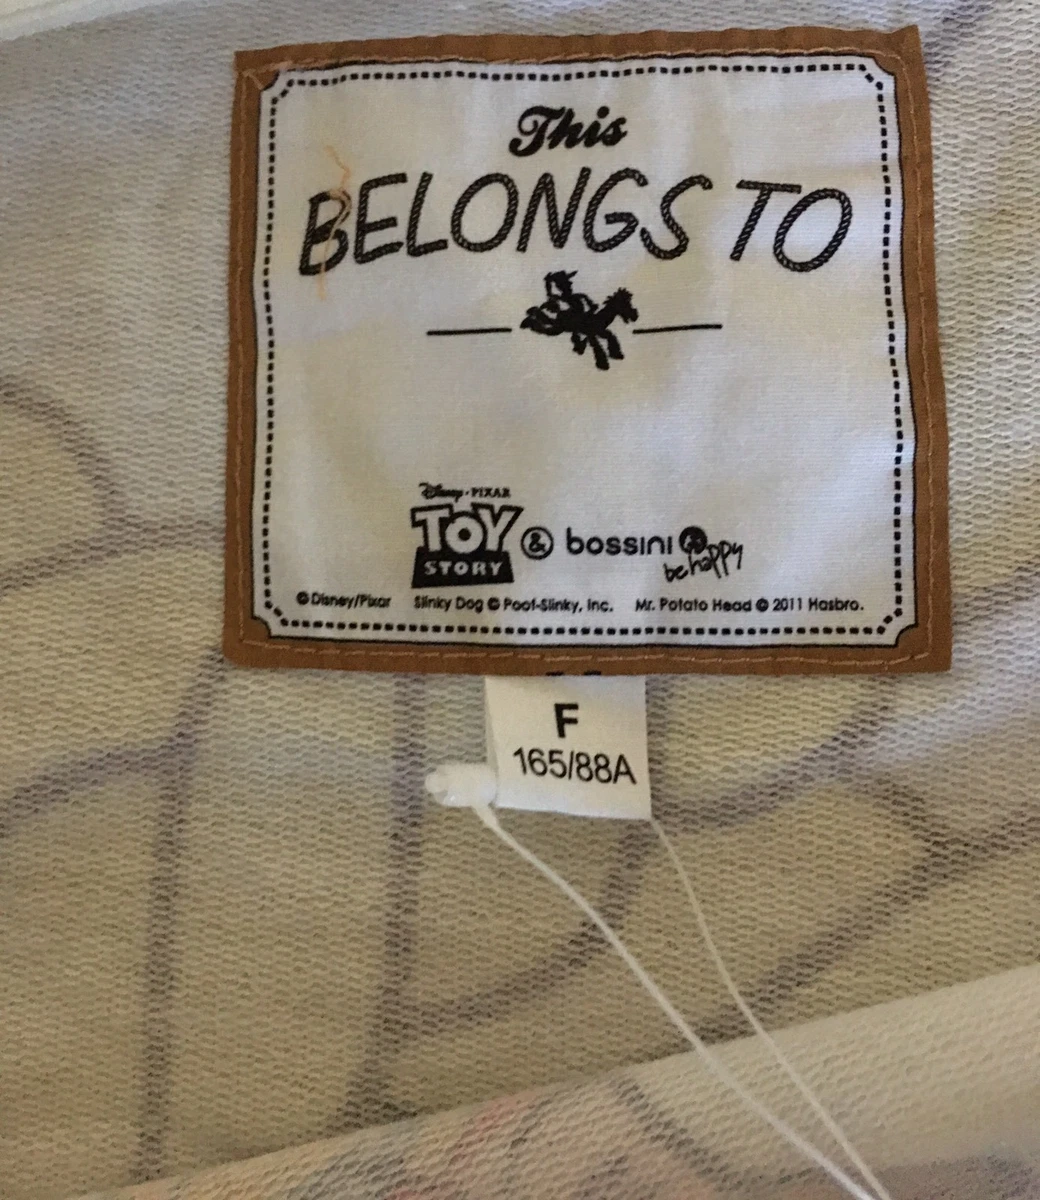 This
BELONGS TO
Disney·PIXAR
TOY
STORY
& bossini
be happy
©Disney/Pixar Slinky Dog © Poof-Slinky, Inc. Mr. Potato Head © 2011 Hasbro.
F
165/88A